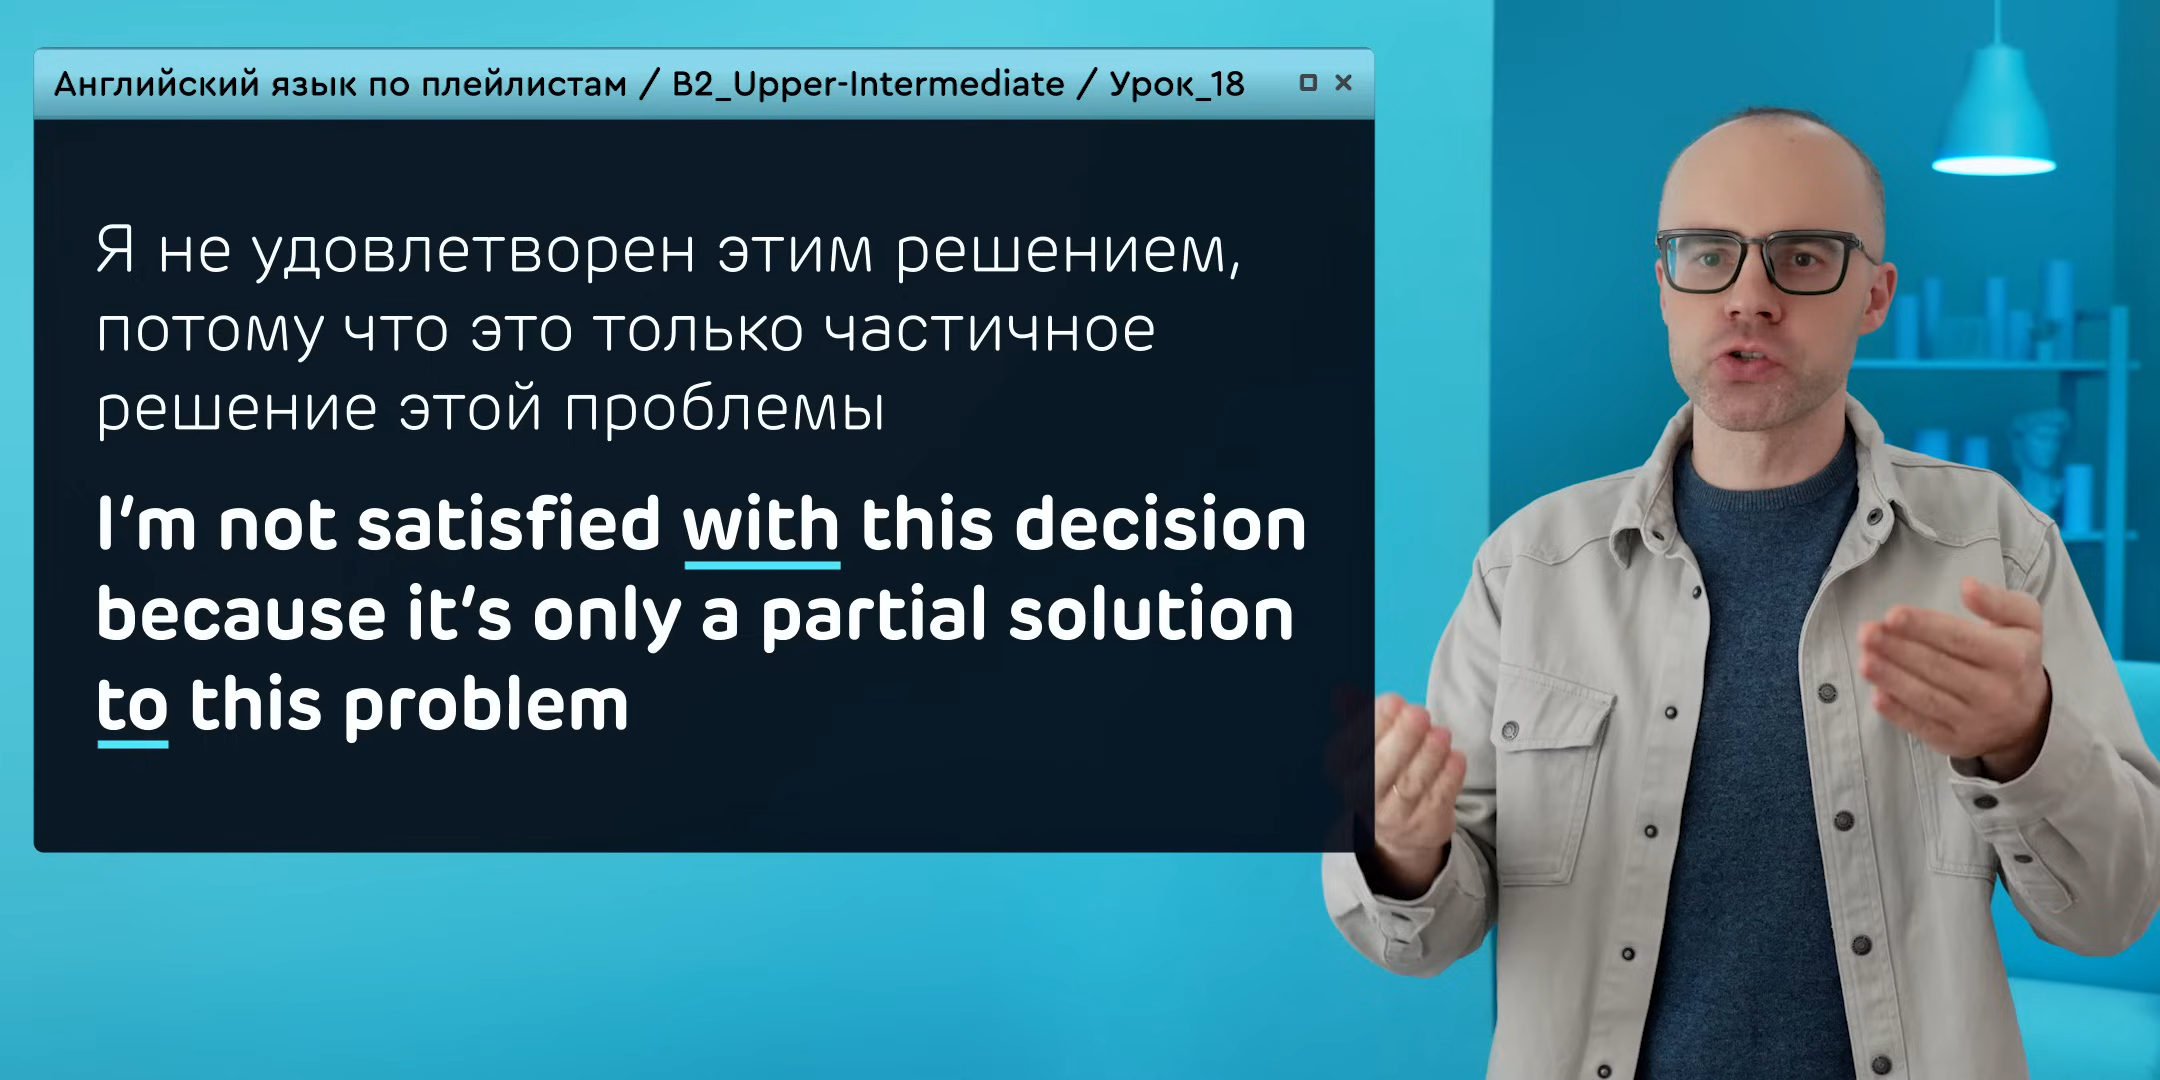 Английский язык по плейлистам / B2_Upper-Intermediate / Урок_18
Я не удовлетворен этим решением,
потому что это только частичное
решение этой проблемы
I’m not satisfied with this decision
because it’s only a partial solution
to this problem